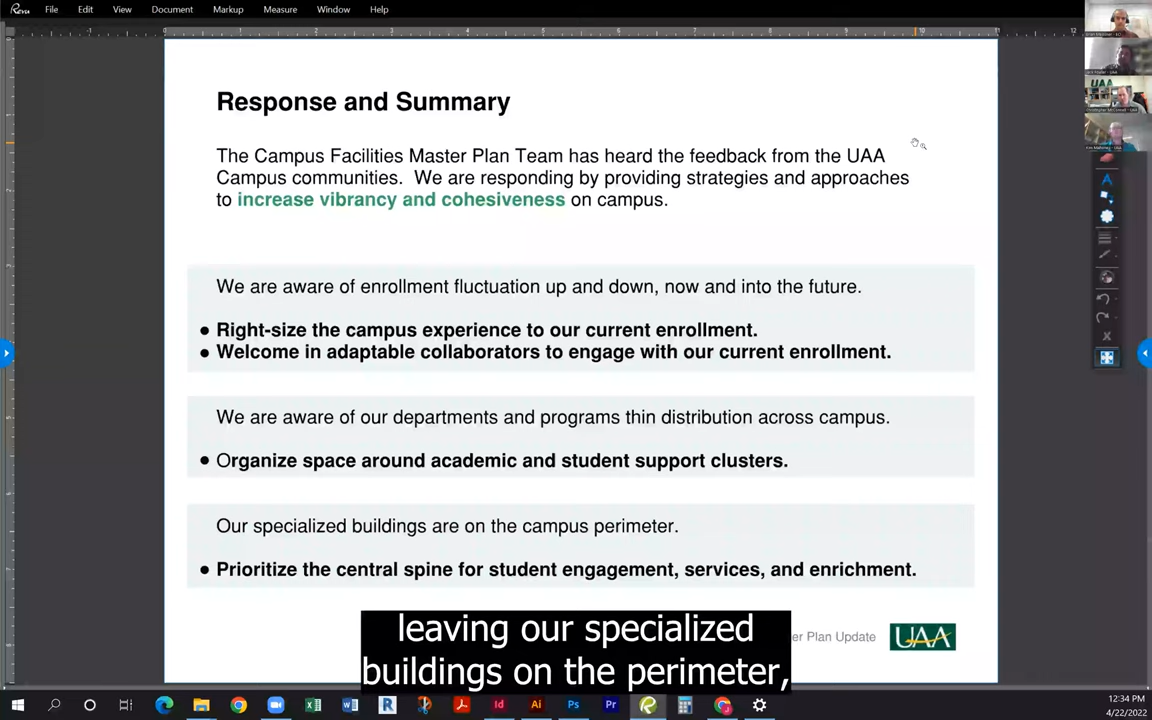 Revu File Edit View Document Markup Measure Window Help
Response and Summary
The Campus Facilities Master Plan Team has heard the feedback from the UAA
Campus communities. We are responding by providing strategies and approaches
to increase vibrancy and cohesiveness on campus.
We are aware of enrollment fluctuation up and down, now and into the future.
● Right-size the campus experience to our current enrollment.
● Welcome in adaptable collaborators to engage with our current enrollment.
We are aware of our departments and programs thin distribution across campus.
● Organize space around academic and student support clusters.
Our specialized buildings are on the campus perimeter.
● Prioritize the central spine for student engagement, services, and enrichment.
leaving our specialized
buildings on the perimeter,
er Plan Update UAA
12:34 PM
4/22/2022